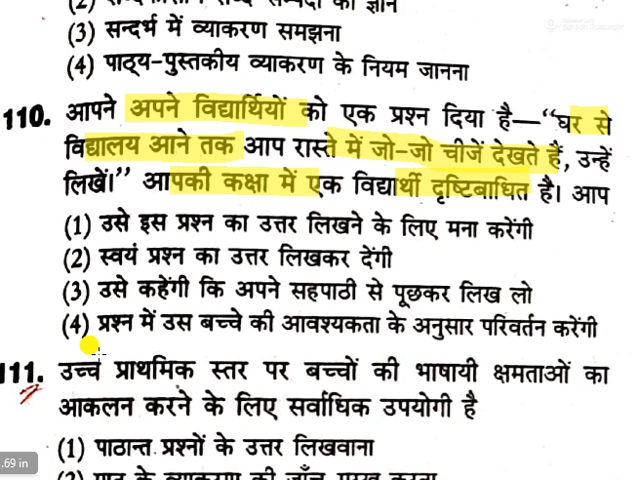 (3) सन्दर्भ में व्याकरण समझना
(4) पाठ्य-पुस्तकीय व्याकरण के नियम जानना
110. आपने अपने विद्यार्थियों को एक प्रश्न दिया है—“घर से
विद्यालय आने तक आप रास्ते में जो-जो चीजें देखते हैं, उन्हें
लिखें।” आपकी कक्षा में एक विद्यार्थी दृष्टिबाधित है। आप
(1) उसे इस प्रश्न का उत्तर लिखने के लिए मना करेंगी
(2) स्वयं प्रश्न का उत्तर लिखकर देंगी
(3) उसे कहेंगी कि अपने सहपाठी से पूछकर लिख लो
(4) प्रश्न में उस बच्चे की आवश्यकता के अनुसार परिवर्तन करेंगी
111. उच्च प्राथमिक स्तर पर बच्चों की भाषायी क्षमताओं का
आकलन करने के लिए सर्वाधिक उपयोगी है
(1) पाठान्त प्रश्नों के उत्तर लिखवाना
.69 in